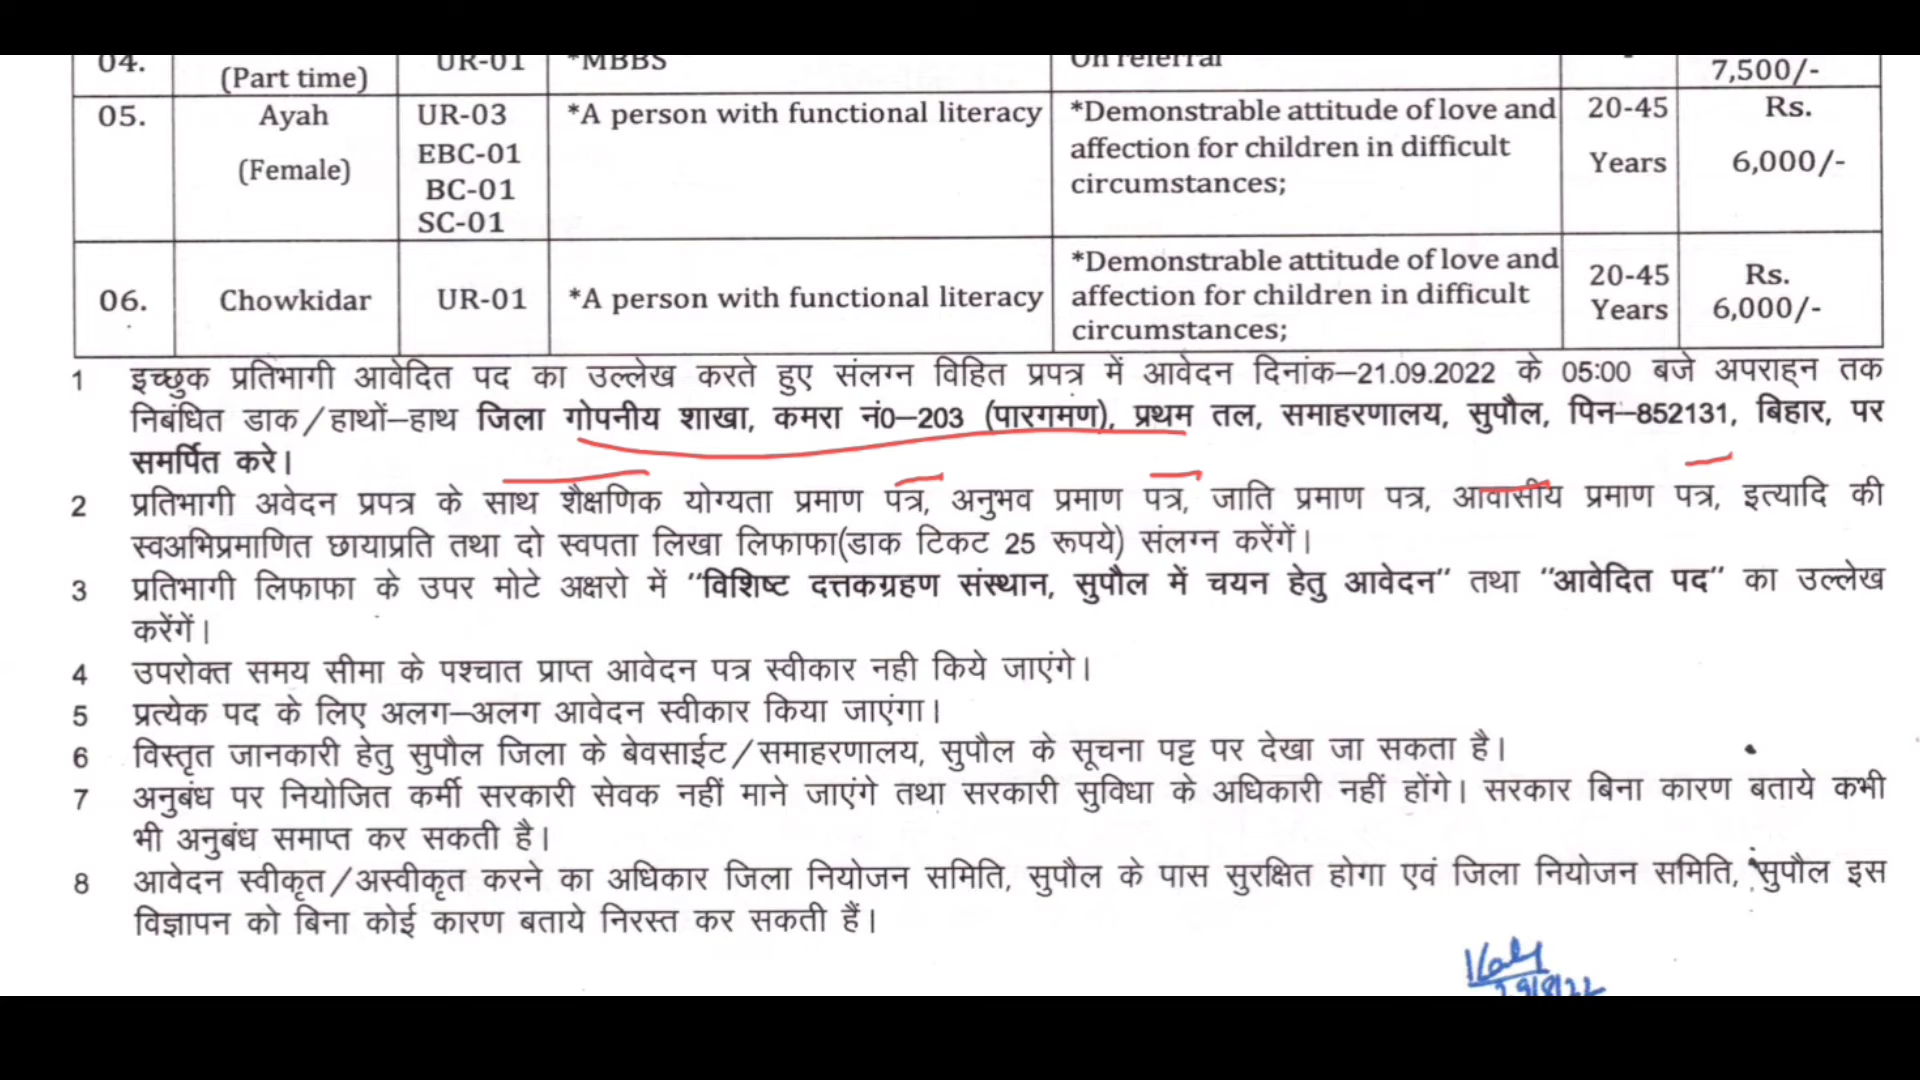 04. (Part time) UR-01 *MBBS On referral 7,500/-
05. Ayah UR-03 *A person with functional literacy *Demonstrable attitude of love and 20-45 Rs.
(Female) EBC-01 affection for children in difficult Years 6,000/-
BC-01 circumstances;
SC-01
06. Chowkidar UR-01 *A person with functional literacy *Demonstrable attitude of love and 20-45 Rs.
affection for children in difficult Years 6,000/-
circumstances;
1 इच्छुक प्रतिभागी आवेदित पद का उल्लेख करते हुए संलग्न विहित प्रपत्र में आवेदन दिनांक–21.09.2022 के 05:00 बजे अपराह्न तक
निबंधित डाक/हाथों–हाथ जिला गोपनीय शाखा, कमरा नं0–203 (पारगमण), प्रथम तल, समाहरणालय, सुपौल, पिन–852131, बिहार, पर
समर्पित करे।
2 प्रतिभागी अवेदन प्रपत्र के साथ शैक्षणिक योग्यता प्रमाण पत्र, अनुभव प्रमाण पत्र, जाति प्रमाण पत्र, आवासीय प्रमाण पत्र, इत्यादि की
स्वअभिप्रमाणित छायाप्रति तथा दो स्वपता लिखा लिफाफा(डाक टिकट 25 रूपये) संलग्न करेंगें।
3 प्रतिभागी लिफाफा के उपर मोटे अक्षरो में "विशिष्ट दत्तकग्रहण संस्थान, सुपौल में चयन हेतु आवेदन" तथा "आवेदित पद" का उल्लेख
करेंगें।
4 उपरोक्त समय सीमा के पश्चात प्राप्त आवेदन पत्र स्वीकार नही किये जाएंगे।
5 प्रत्येक पद के लिए अलग–अलग आवेदन स्वीकार किया जाएंगा।
6 विस्तृत जानकारी हेतु सुपौल जिला के बेवसाईट/समाहरणालय, सुपौल के सूचना पट्ट पर देखा जा सकता है।
7 अनुबंध पर नियोजित कर्मी सरकारी सेवक नहीं माने जाएंगे तथा सरकारी सुविधा के अधिकारी नहीं होंगे। सरकार बिना कारण बताये कभी
भी अनुबंध समाप्त कर सकती है।
8 आवेदन स्वीकृत/अस्वीकृत करने का अधिकार जिला नियोजन समिति, सुपौल के पास सुरक्षित होगा एवं जिला नियोजन समिति, सुपौल इस
विज्ञापन को बिना कोई कारण बताये निरस्त कर सकती हैं।